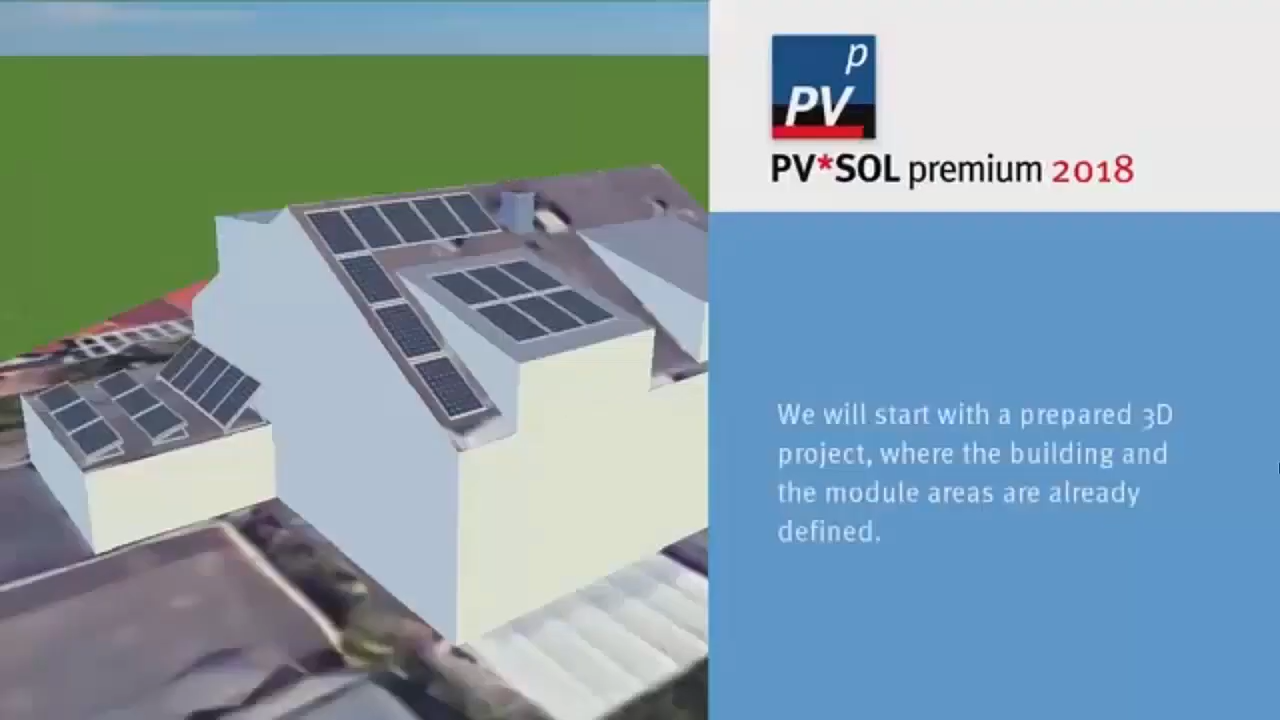 p
PV
PV*SOL premium 2018
We will start with a prepared 3D
project, where the building and
the module areas are already
defined.